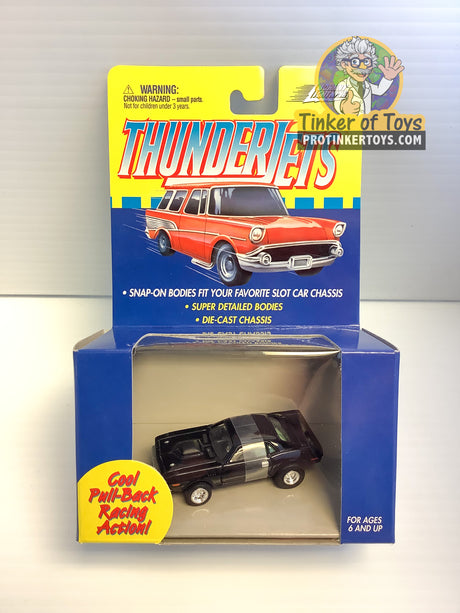 ⚠ WARNING:
CHOKING HAZARD — small parts.
Not for children under 3 years.
Tinker of Toys
PROTINKERTOYS.COM
THUNDERJETS
• SNAP-ON BODIES FIT YOUR FAVORITE SLOT CAR CHASSIS
• SUPER DETAILED BODIES
• DIE-CAST CHASSIS
Cool
Pull-Back
Racing
Action!
FOR AGES
6 AND UP